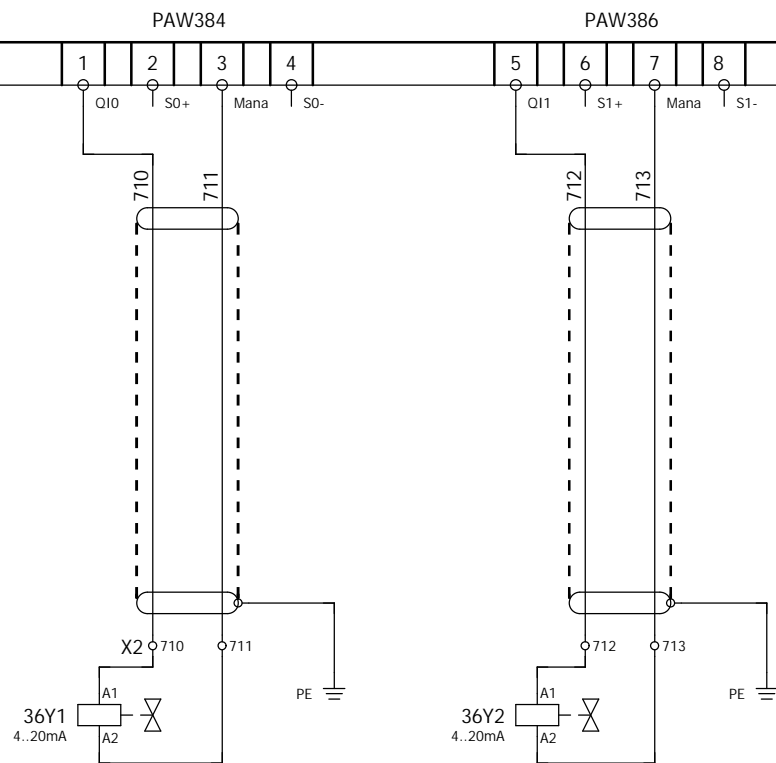 PAW384 PAW386
1 2 3 4 5 6 7 8
QI0 S0+ Mana S0- QI1 S1+ Mana S1-
710 711 712 713
X2 710 711 712 713
A1 PE A1 PE
36Y1 36Y2
4..20mA A2 4..20mA A2